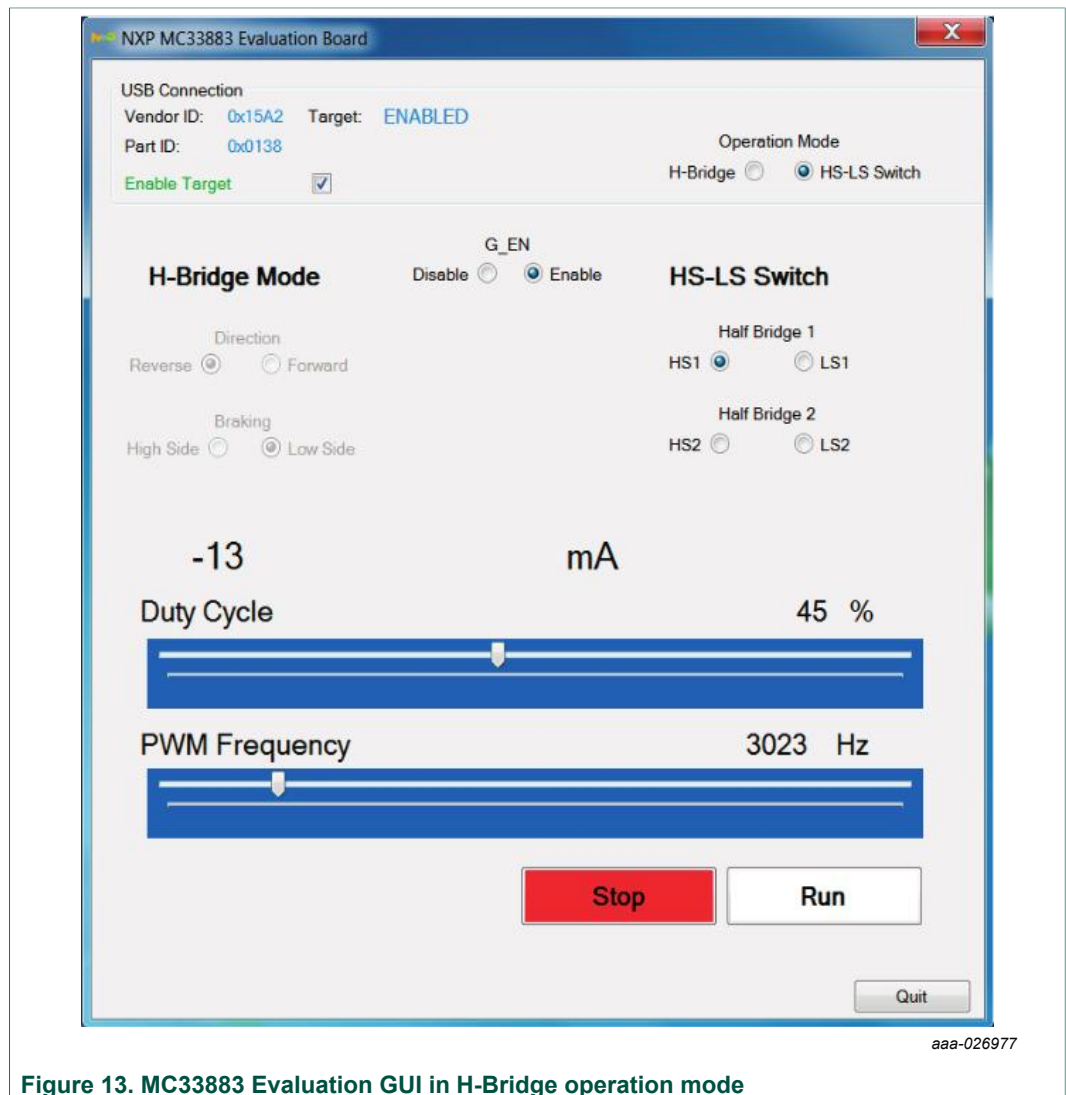 NXP MC33883 Evaluation Board
X
USB Connection
Vendor ID: 0x15A2 Target: ENABLED
Part ID: 0x0138
Enable Target
Operation Mode
H-Bridge HS-LS Switch
G_EN
Disable Enable
H-Bridge Mode
HS-LS Switch
Direction
Reverse Forward
Half Bridge 1
HS1 LS1
Braking
High Side Low Side
Half Bridge 2
HS2 LS2
-13 mA
Duty Cycle 45 %
PWM Frequency 3023 Hz
Stop Run
Quit
aaa-026977
Figure 13. MC33883 Evaluation GUI in H-Bridge operation mode